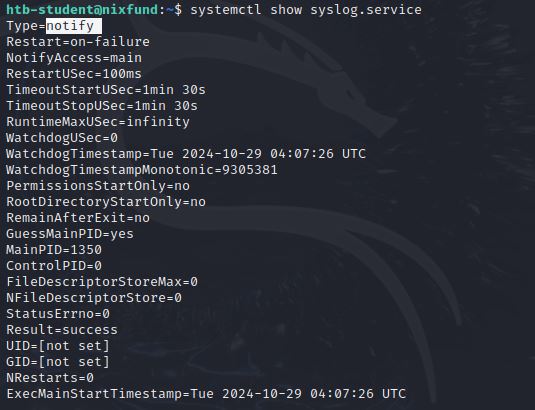 htb-student@nixfund:~$ systemctl show syslog.service
Type=notify
Restart=on-failure
NotifyAccess=main
RestartUSec=100ms
TimeoutStartUSec=1min 30s
TimeoutStopUSec=1min 30s
RuntimeMaxUSec=infinity
WatchdogUSec=0
WatchdogTimestamp=Tue 2024-10-29 04:07:26 UTC
WatchdogTimestampMonotonic=9305381
PermissionsStartOnly=no
RootDirectoryStartOnly=no
RemainAfterExit=no
GuessMainPID=yes
MainPID=1350
ControlPID=0
FileDescriptorStoreMax=0
NFileDescriptorStore=0
StatusErrno=0
Result=success
UID=[not set]
GID=[not set]
NRestarts=0
ExecMainStartTimestamp=Tue 2024-10-29 04:07:26 UTC